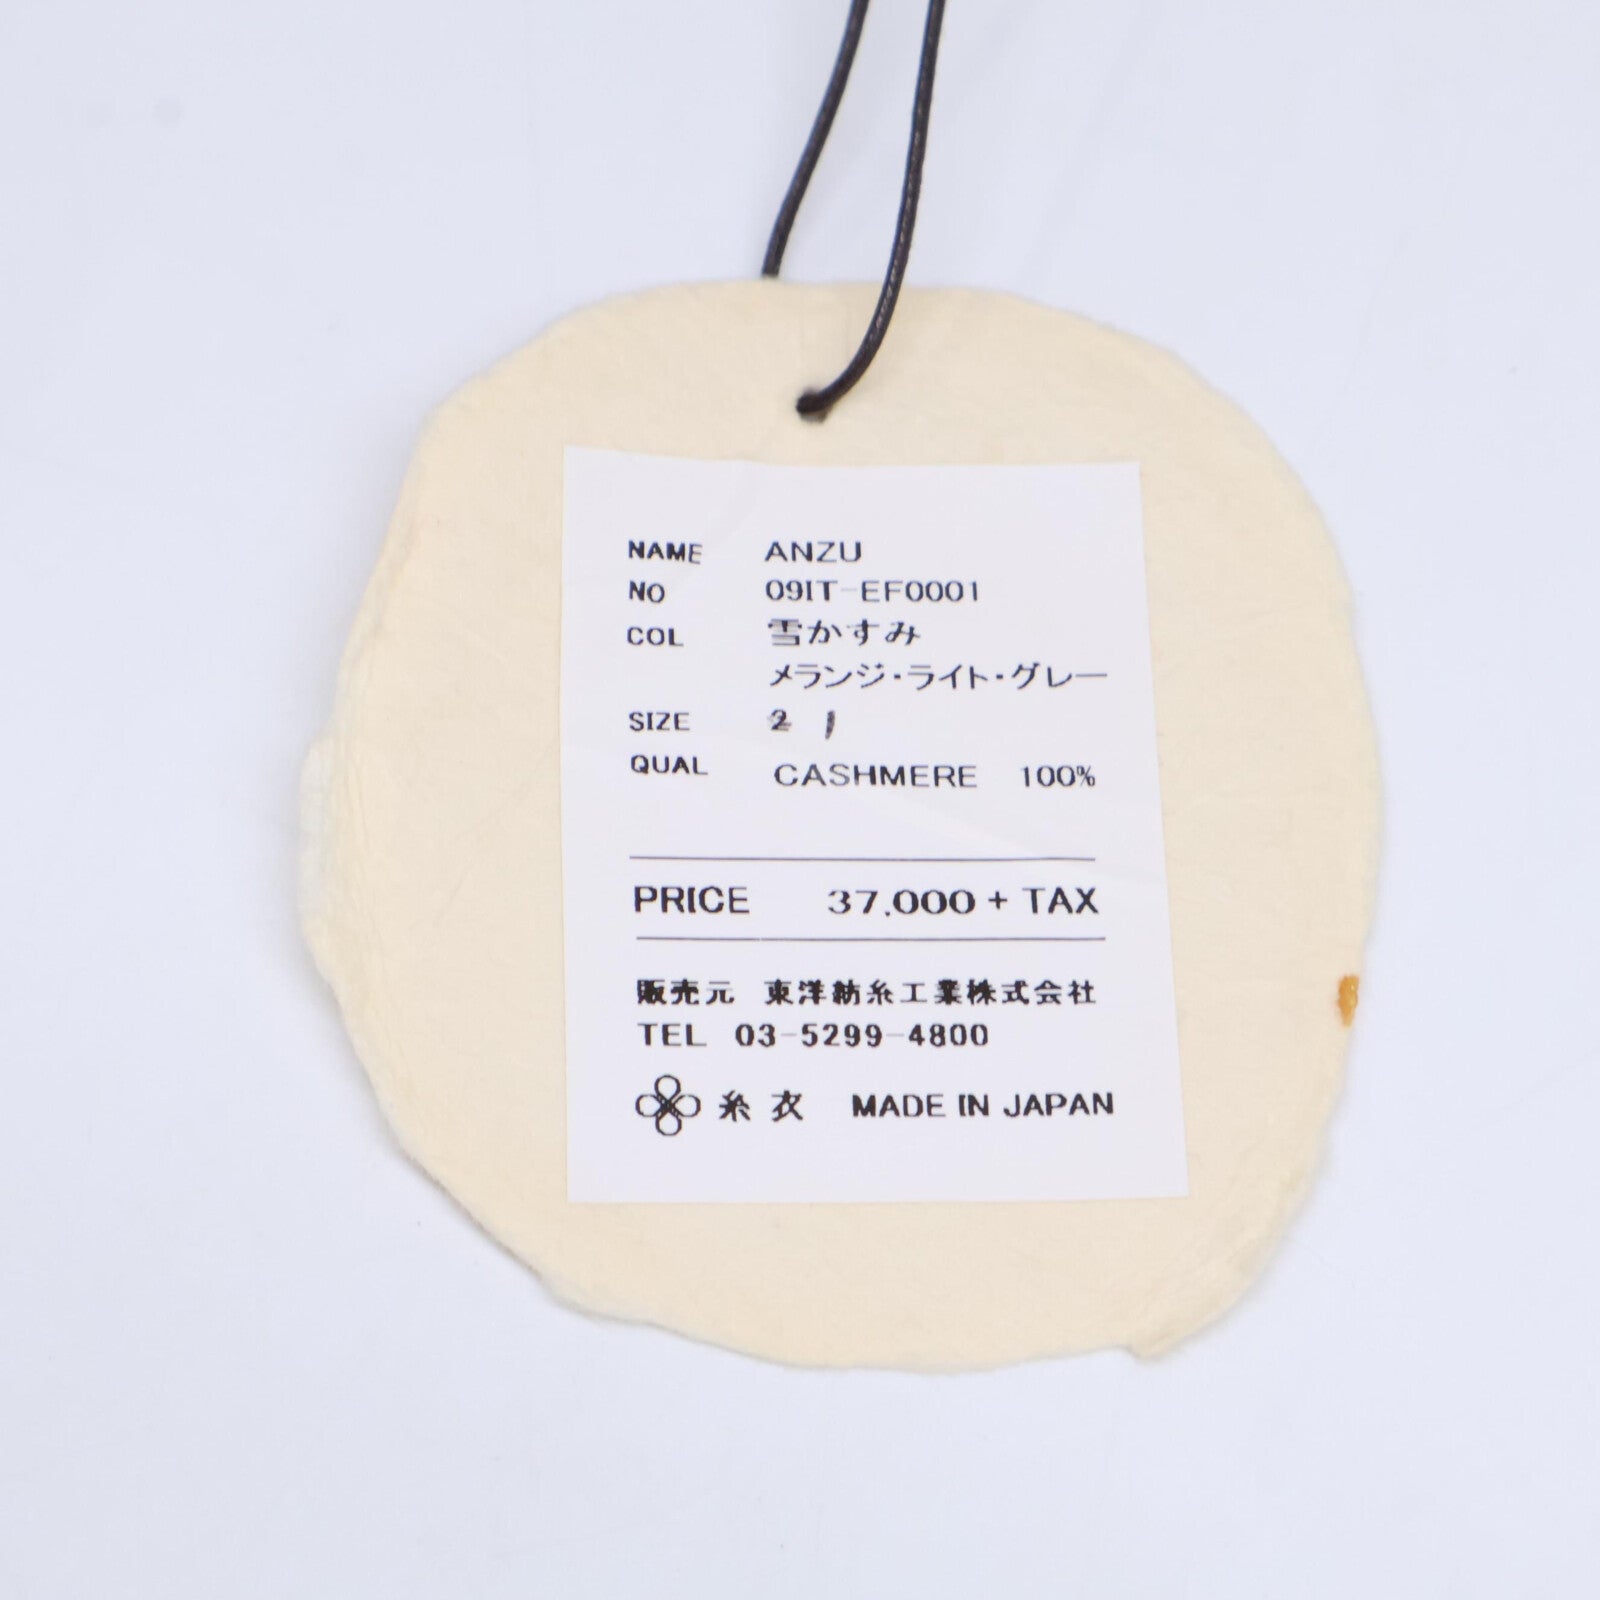 NAME ANZU
NO 09IT-EF0001
COL 雪かすみ
メランジ・ライト・グレー
SIZE 2 1
QUAL CASHMERE 100%
PRICE 37.000 + TAX
販売元 東洋紡糸工業株式会社
TEL 03-5299-4800
糸衣 MADE IN JAPAN